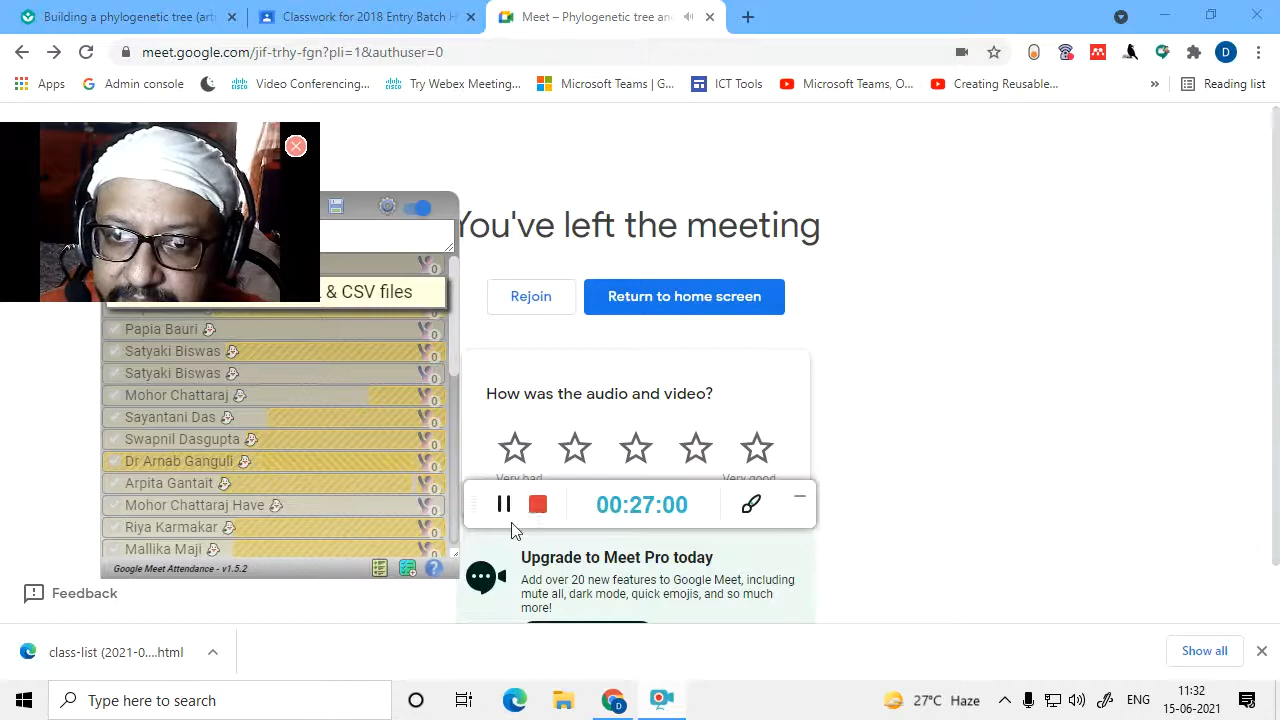 Building a phylogenetic tree (art
Classwork for 2018 Entry Batch H
Meet – Phylogenetic tree an
meet.google.com/jif-trhy-fgn?pli=1&authuser=0
D
Apps
Admin console
Video Conferencing...
Try Webex Meeting...
Microsoft Teams | G...
ICT Tools
Microsoft Teams, O...
Creating Reusable...
»
Reading list
You've left the meeting
& CSV files
Rejoin
Return to home screen
Papia Bauri
Satyaki Biswas
Satyaki Biswas
Mohor Chattaraj
Sayantani Das
Swapnil Dasgupta
Dr Arnab Ganguli
Arpita Gantait
Mohor Chattaraj Have
Riya Karmakar
Mallika Maji
Google Meet Attendance - v1.5.2
How was the audio and video?
Very bad
Very good
00:27:00
Upgrade to Meet Pro today
Add over 20 new features to Google Meet, including
mute all, dark mode, quick emojis, and so much
more!
Feedback
class-list (2021-0....html
Show all
Type here to search
27°C Haze
ENG
11:32
15-06-2021